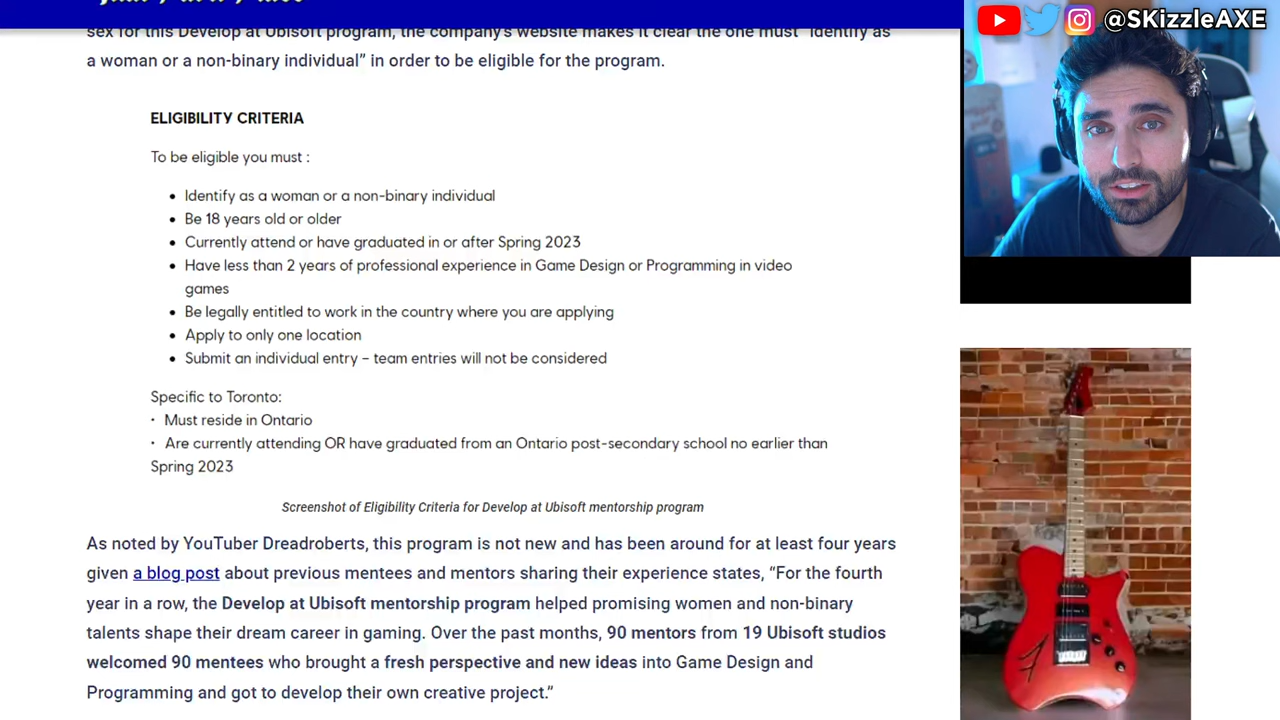 @SKizzleAXE
sex for this Develop at Ubisoft program, the company's website makes it clear the one must "identify as
a woman or a non-binary individual" in order to be eligible for the program.
ELIGIBILITY CRITERIA
To be eligible you must :
• Identify as a woman or a non-binary individual
• Be 18 years old or older
• Currently attend or have graduated in or after Spring 2023
• Have less than 2 years of professional experience in Game Design or Programming in video
games
• Be legally entitled to work in the country where you are applying
• Apply to only one location
• Submit an individual entry – team entries will not be considered
Specific to Toronto:
· Must reside in Ontario
· Are currently attending OR have graduated from an Ontario post-secondary school no earlier than
Spring 2023
Screenshot of Eligibility Criteria for Develop at Ubisoft mentorship program
As noted by YouTuber Dreadroberts, this program is not new and has been around for at least four years
given a blog post about previous mentees and mentors sharing their experience states, "For the fourth
year in a row, the Develop at Ubisoft mentorship program helped promising women and non-binary
talents shape their dream career in gaming. Over the past months, 90 mentors from 19 Ubisoft studios
welcomed 90 mentees who brought a fresh perspective and new ideas into Game Design and
Programming and got to develop their own creative project."